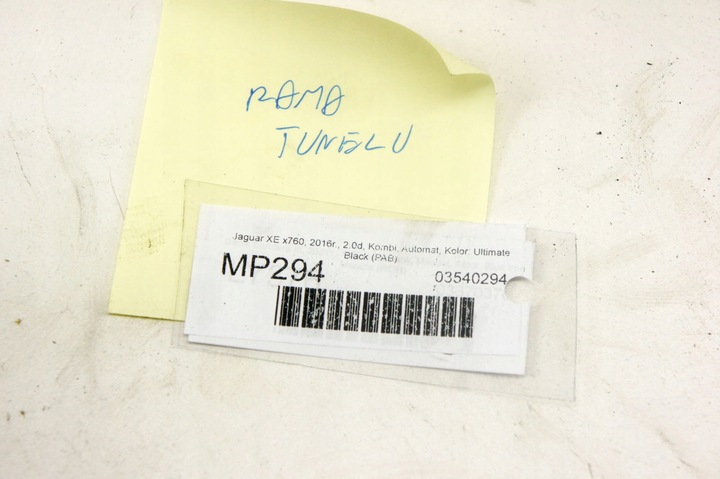 RAMA
TUNELU
Jaguar XE x760, 2016r., 2.0d, Kombi, Automat, Kolor: Ultimate
Black (PAB)
MP294
03540294